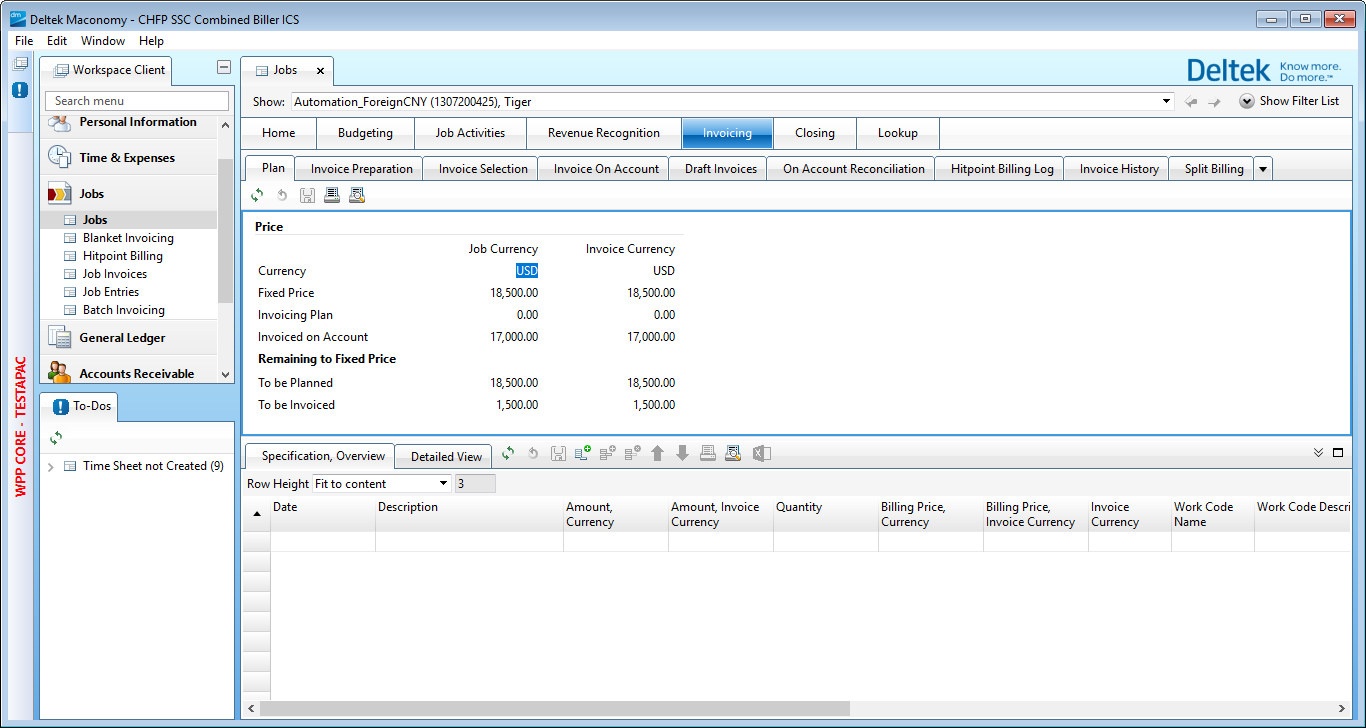 Deltek Maconomy - CHFP SSC Combined Biller ICS
File Edit Window Help
Workspace Client
Search menu
Personal Information
Time & Expenses
Jobs
Jobs
Blanket Invoicing
Hitpoint Billing
Job Invoices
Job Entries
Batch Invoicing
General Ledger
Accounts Receivable
To-Dos
Time Sheet not Created (9)
WPP CORE - TESTAPAC
Jobs
Deltek Know more. Do more.™
Show: Automation_ForeignCNY (1307200425), Tiger Show Filter List
Home Budgeting Job Activities Revenue Recognition Invoicing Closing Lookup
Plan Invoice Preparation Invoice Selection Invoice On Account Draft Invoices On Account Reconciliation Hitpoint Billing Log Invoice History Split Billing
Price
Job Currency Invoice Currency
Currency USD USD
Fixed Price 18,500.00 18,500.00
Invoicing Plan 0.00 0.00
Invoiced on Account 17,000.00 17,000.00
Remaining to Fixed Price
To be Planned 18,500.00 18,500.00
To be Invoiced 1,500.00 1,500.00
Specification, Overview Detailed View
Row Height Fit to content 3
Date Description Amount, Currency Amount, Invoice Currency Quantity Billing Price, Currency Billing Price, Invoice Currency Invoice Currency Work Code Name Work Code Descri